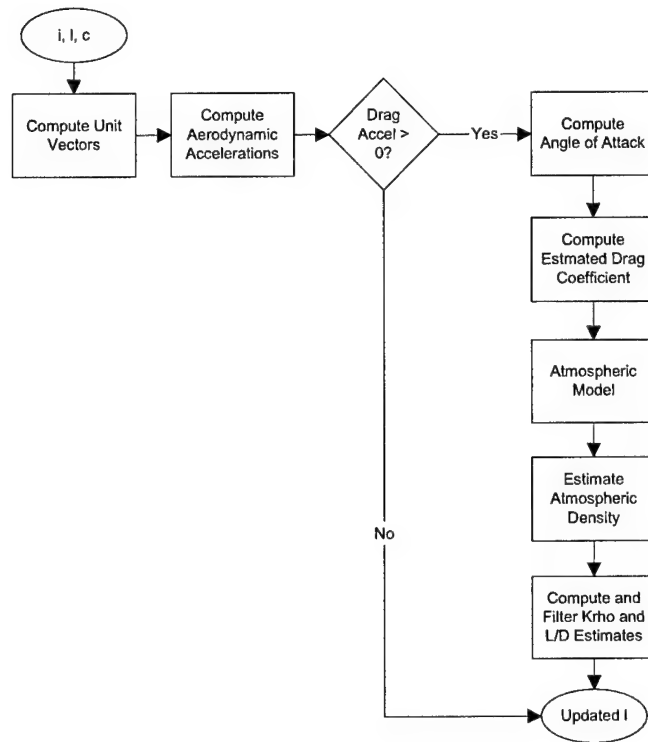 i, l, c
Compute Unit
Vectors
Compute
Aerodynamic
Accelerations
Drag
Accel >
0?
Yes
Compute
Angle of Attack
Compute
Estmated Drag
Coefficient
Atmospheric
Model
Estimate
Atmospheric
Density
No
Compute and
Filter Krho and
L/D Estimates
Updated l